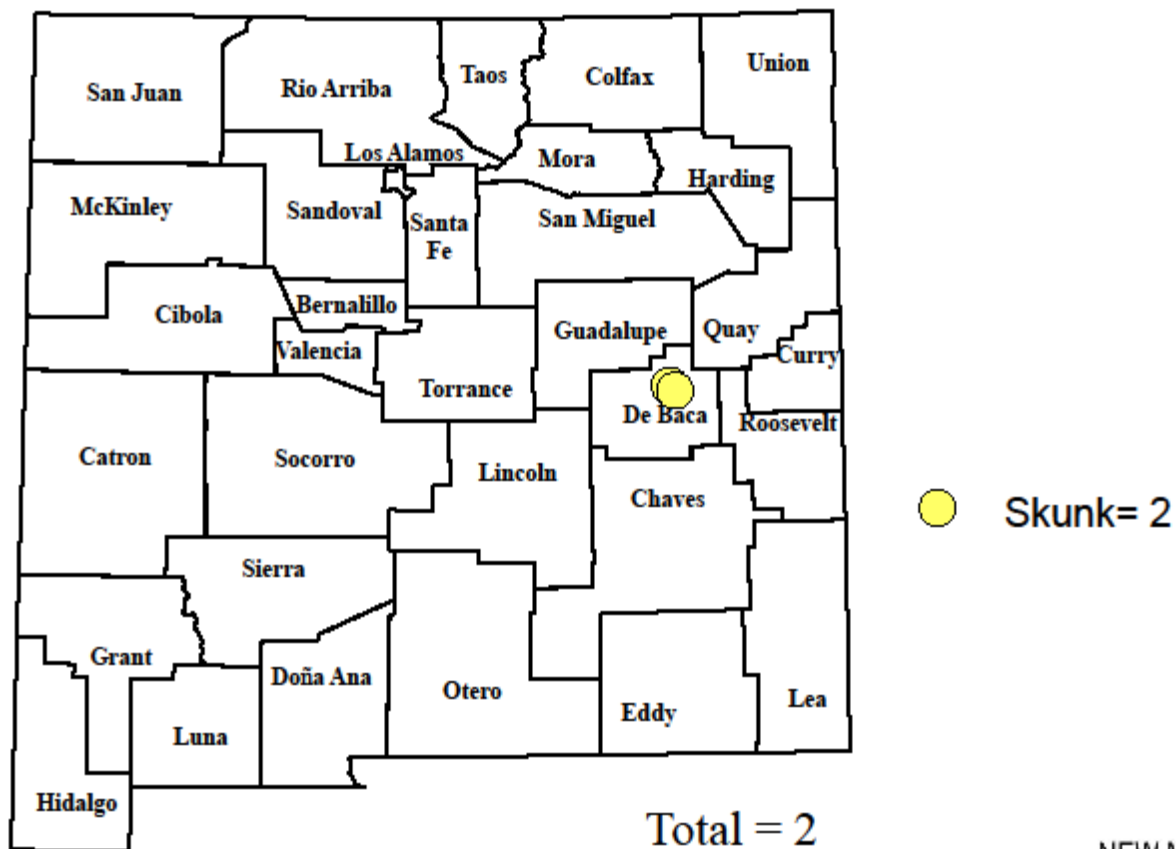 San Juan
Rio Arriba
Taos
Colfax
Union
Los Alamos
Mora
Harding
McKinley
Sandoval
Santa
Fe
San Miguel
Cibola
Bernalillo
Valencia
Guadalupe
Quay
Curry
Torrance
De Baca
Roosevelt
Catron
Socorro
Lincoln
Chaves
Skunk= 2
Sierra
Grant
Doña Ana
Otero
Eddy
Lea
Luna
Hidalgo
Total = 2